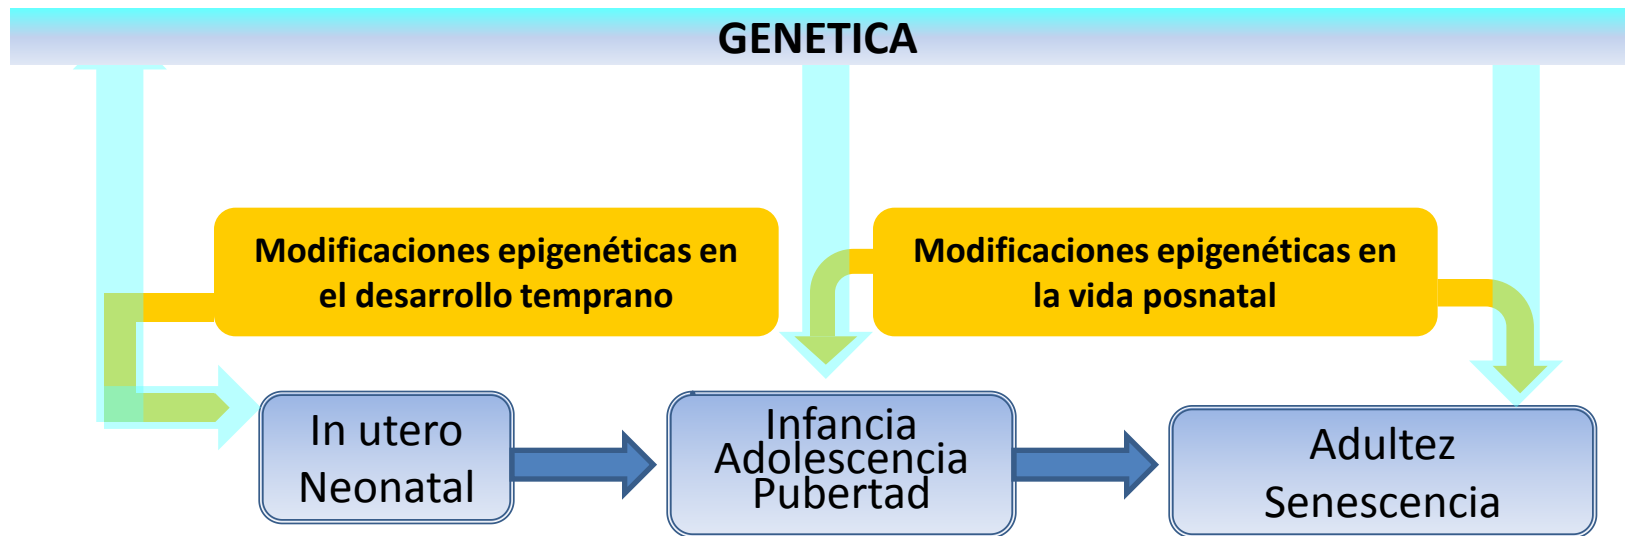 GENETICA
Modificaciones epigenéticas en
el desarrollo temprano
Modificaciones epigenéticas en
la vida posnatal
In utero
Neonatal
Infancia
Adolescencia
Pubertad
Adultez
Senescencia